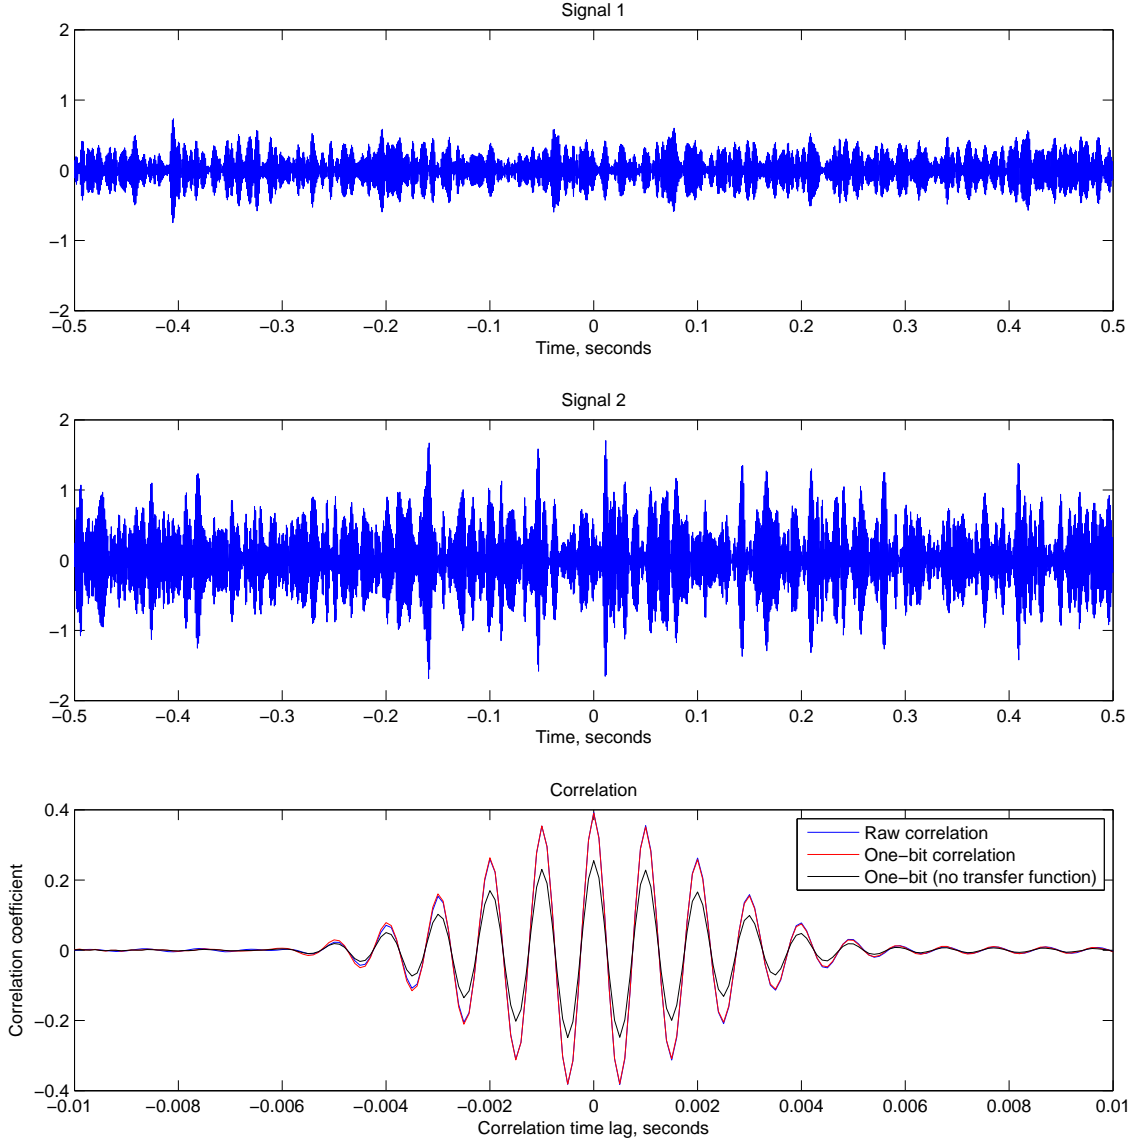 Signal 1
2
1
0
−1
−2
−0.5 −0.4 −0.3 −0.2 −0.1 0 0.1 0.2 0.3 0.4 0.5
Time, seconds
Signal 2
2
1
0
−1
−2
−0.5 −0.4 −0.3 −0.2 −0.1 0 0.1 0.2 0.3 0.4 0.5
Time, seconds
Correlation
Correlation coefficient
0.4
0.2
0
−0.2
−0.4
Raw correlation
One−bit correlation
One−bit (no transfer function)
−0.01 −0.008 −0.006 −0.004 −0.002 0 0.002 0.004 0.006 0.008 0.01
Correlation time lag, seconds